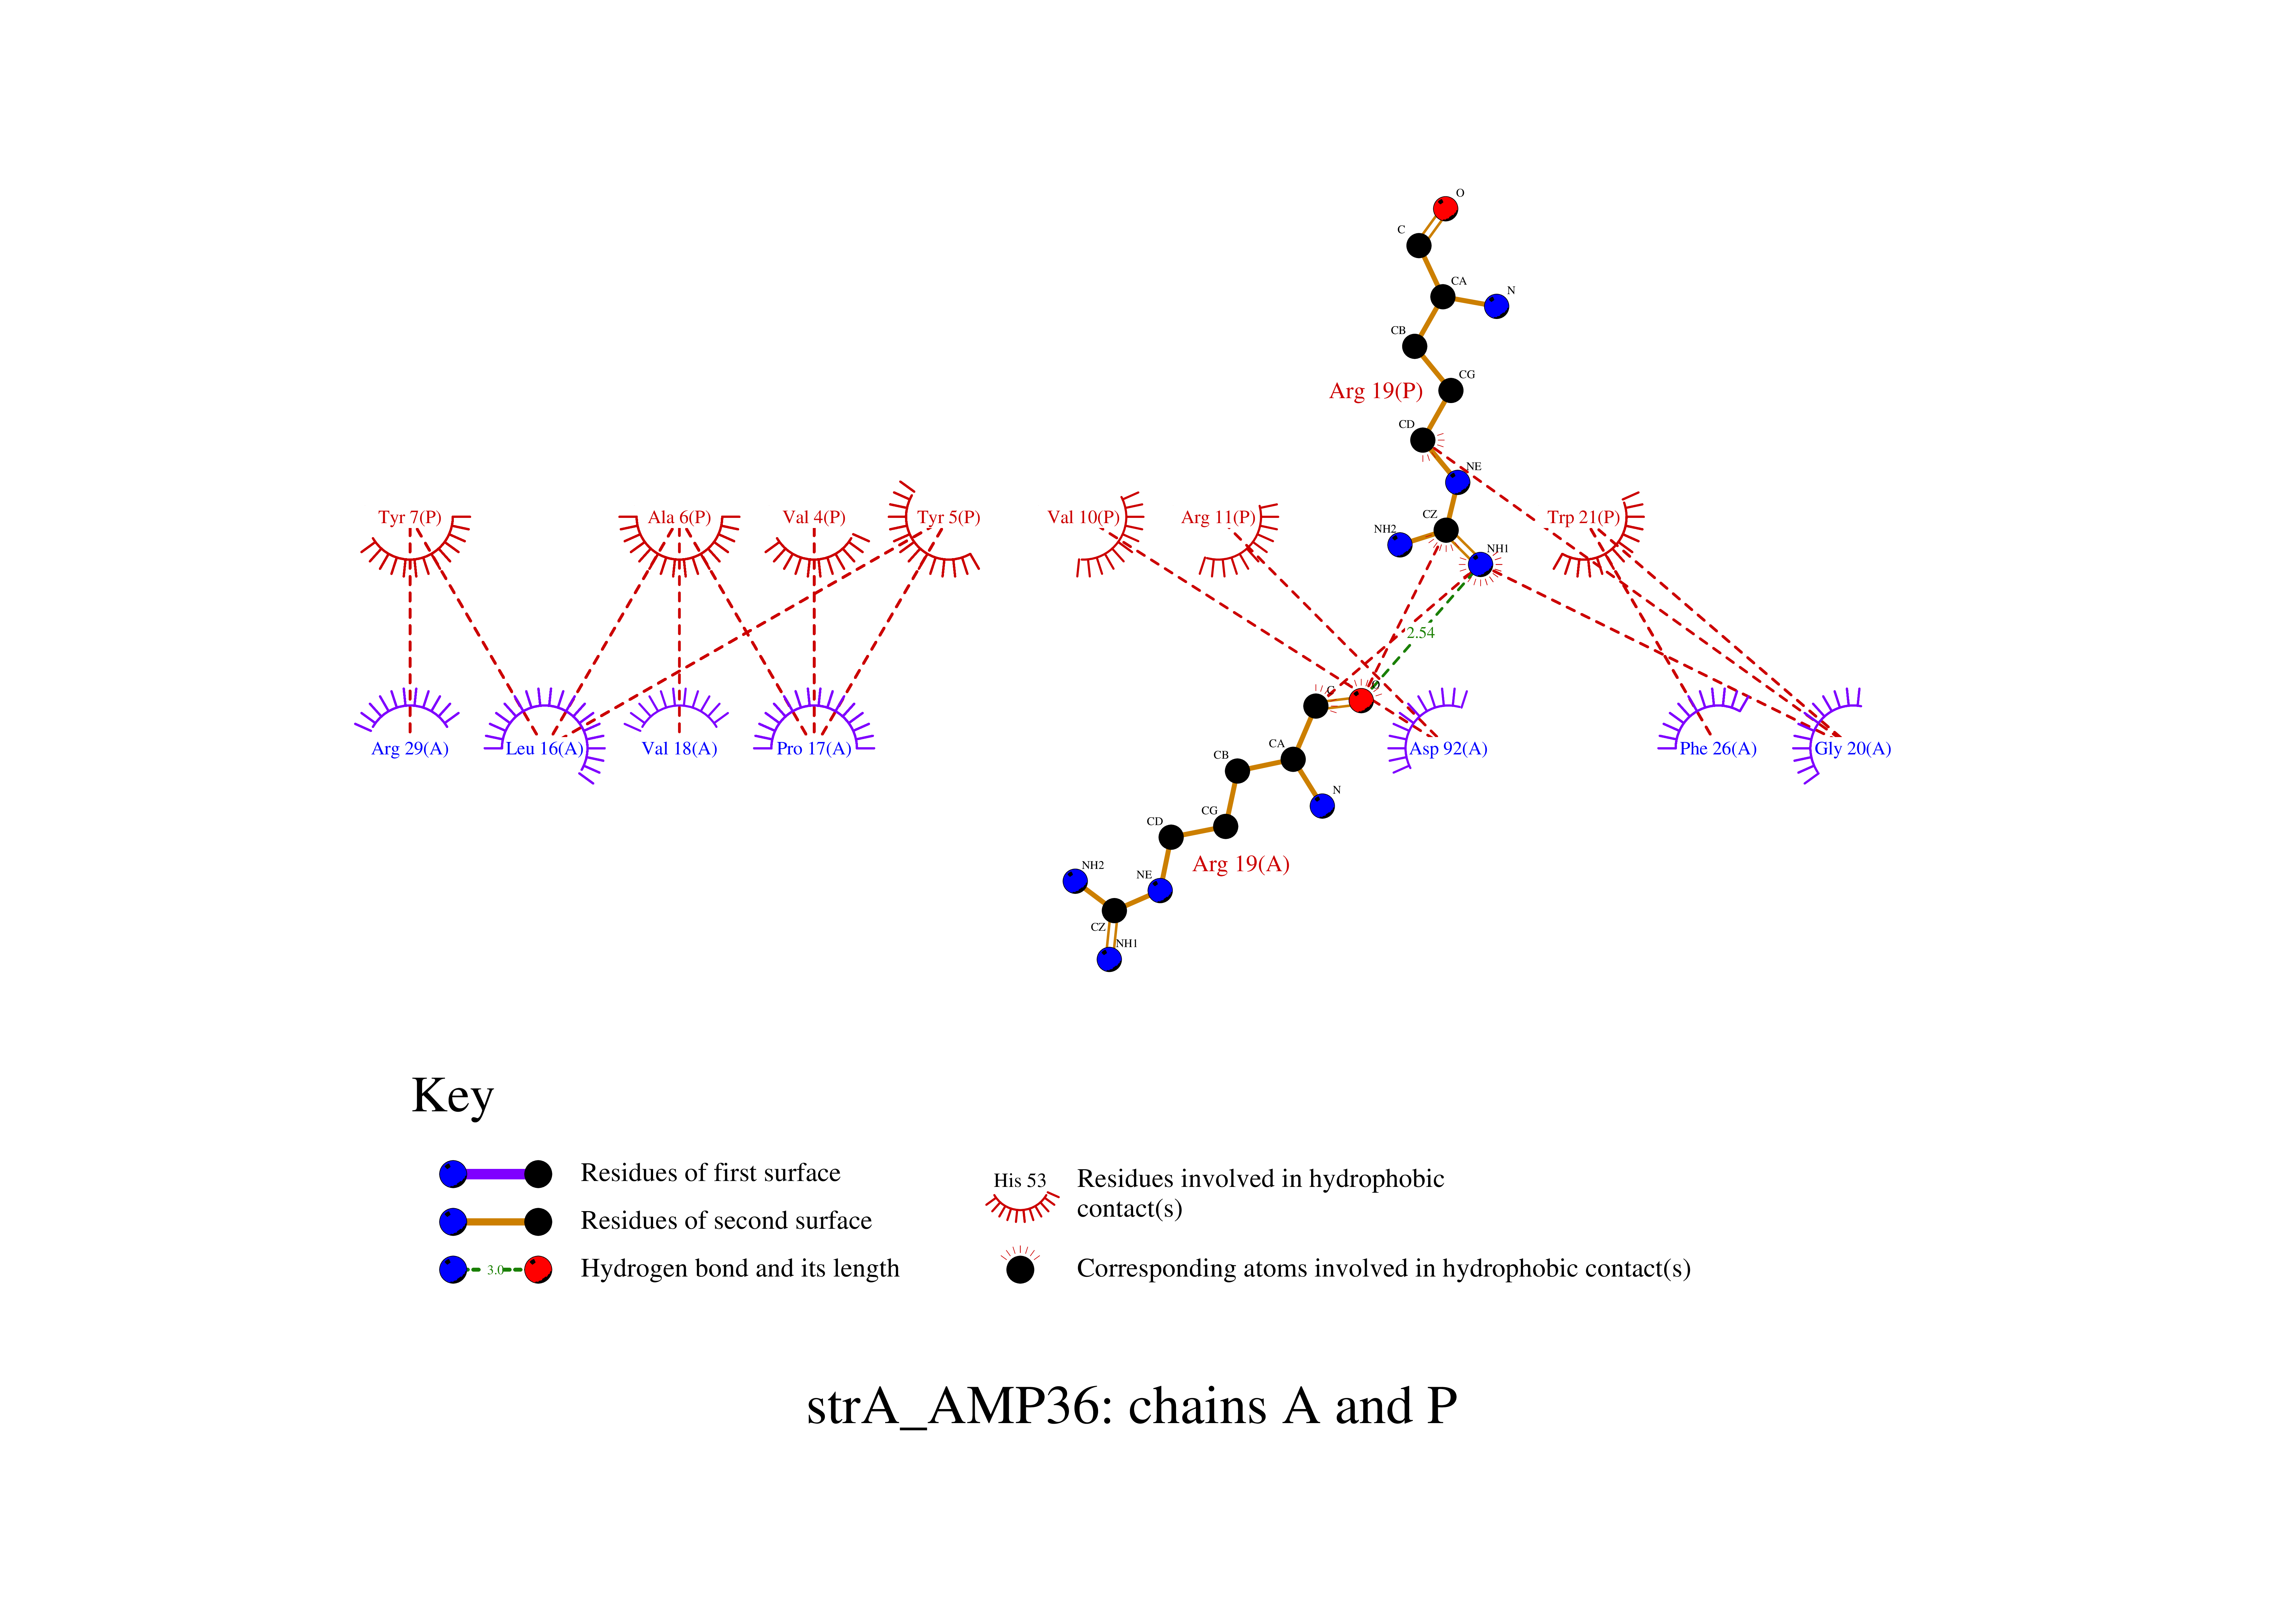 O
C
CA
N
CB
CG
Arg 19(P)
CD
NE
Tyr 7(P) Ala 6(P) Val 4(P) Tyr 5(P) Val 10(P) Arg 11(P) CZ Trp 21(P)
NH2
NH1
2.54
C O
Arg 29(A) Leu 16(A) Val 18(A) Pro 17(A) CA Asp 92(A) Phe 26(A) Gly 20(A)
CB
N
CG
CD
Arg 19(A)
NH2
NE
CZ
NH1
Key
Residues of first surface
Residues of second surface
3.0 Hydrogen bond and its length
His 53 Residues involved in hydrophobic
contact(s)
Corresponding atoms involved in hydrophobic contact(s)
strA_AMP36: chains A and P